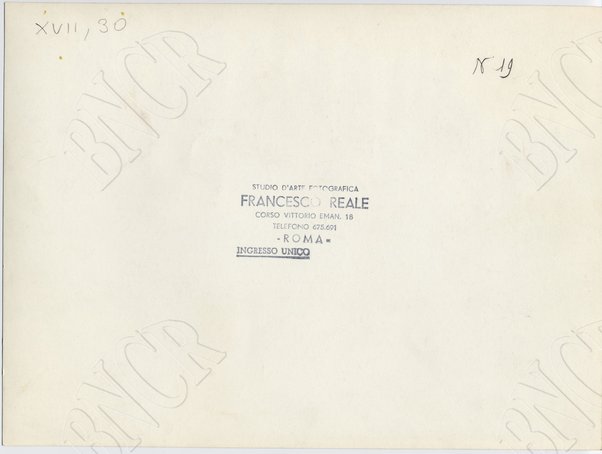 XVII, 30
N 19
STUDIO D'ARTE FOTOGRAFICA
FRANCESCO REALE
CORSO VITTORIO EMAN. 18
TELEFONO 675.691
-ROMA=
INGRESSO UNICO
BNCR
BNCR
BNCR
BNCR